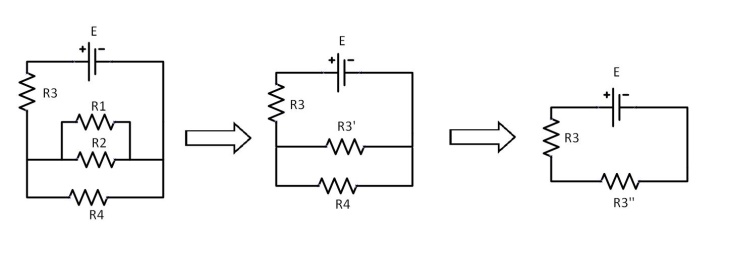 E
+ -
R3
R1
R2
R4
E
+ -
R3
R3'
R4
E
+ -
R3
R3''